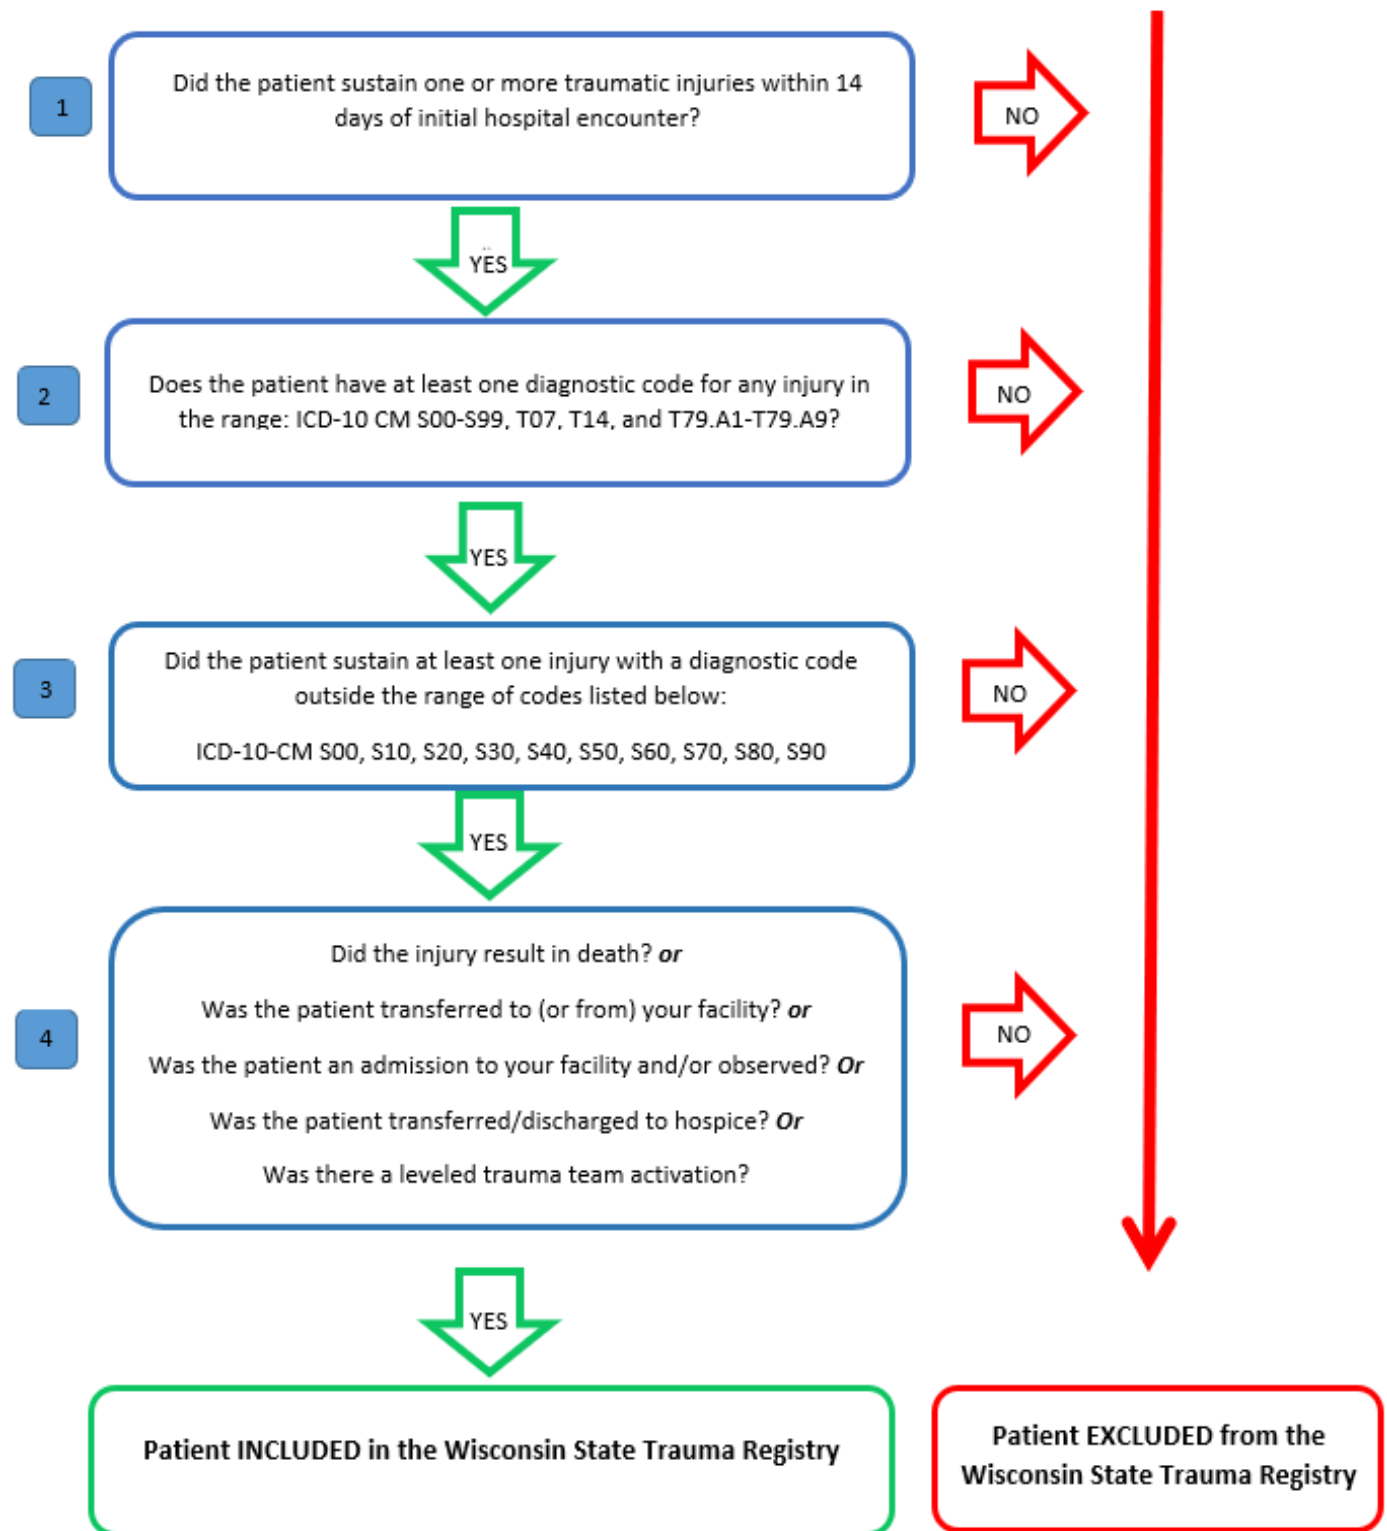 1
Did the patient sustain one or more traumatic injuries within 14
days of initial hospital encounter?
NO
YES
2
Does the patient have at least one diagnostic code for any injury in
the range: ICD-10 CM S00-S99, T07, T14, and T79.A1-T79.A9?
NO
YES
3
Did the patient sustain at least one injury with a diagnostic code
outside the range of codes listed below:
ICD-10-CM S00, S10, S20, S30, S40, S50, S60, S70, S80, S90
NO
YES
4
Did the injury result in death? or
Was the patient transferred to (or from) your facility? or
Was the patient an admission to your facility and/or observed? Or
Was the patient transferred/discharged to hospice? Or
Was there a leveled trauma team activation?
NO
YES
Patient INCLUDED in the Wisconsin State Trauma Registry
Patient EXCLUDED from the
Wisconsin State Trauma Registry